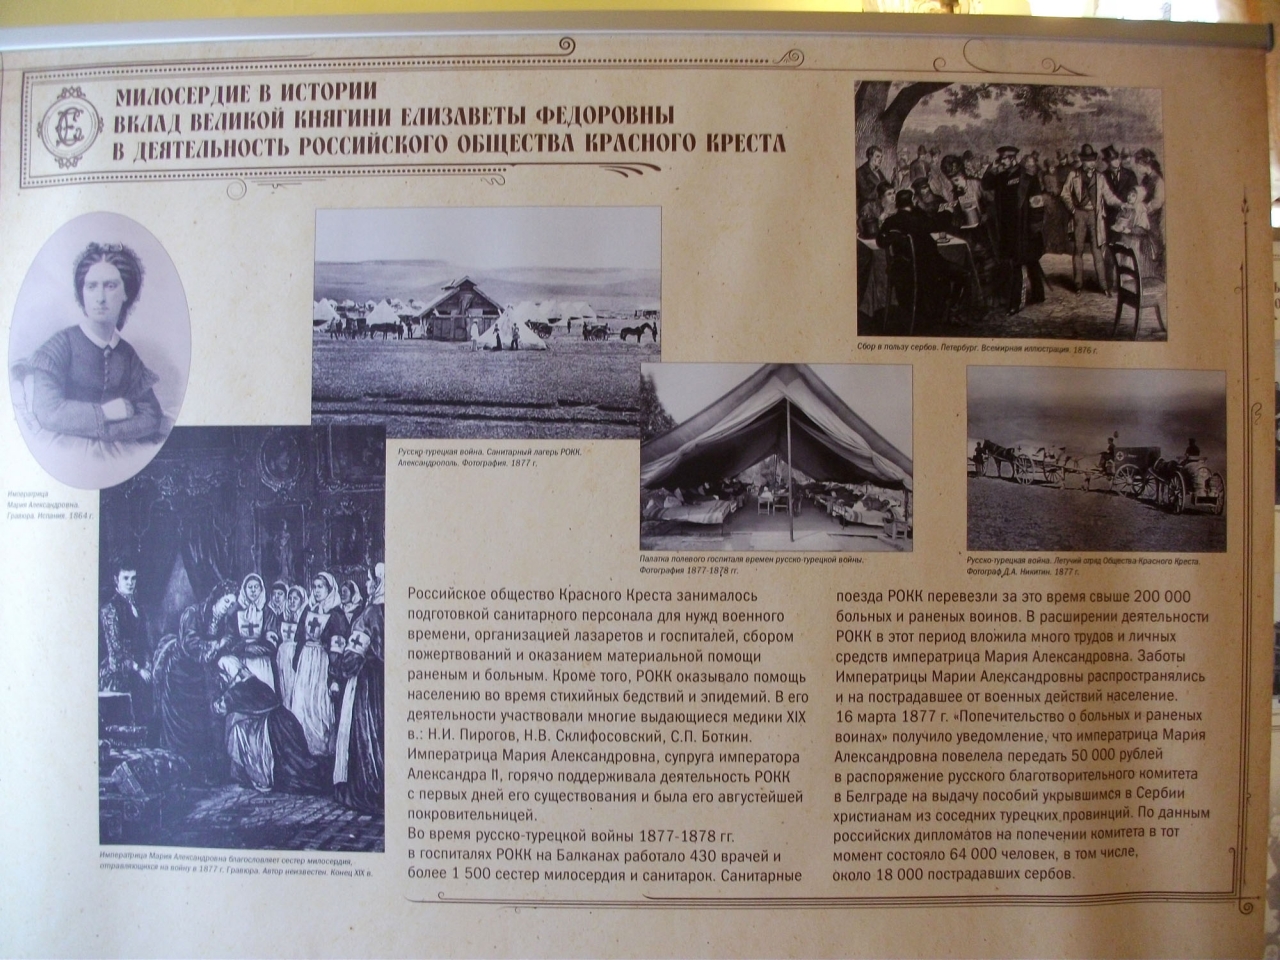 МИЛОСЕРДИЕ В ИСТОРИИ
ВКЛАД ВЕЛИКОЙ КНЯГИНИ ЕЛИЗАВЕТЫ ФЕДОРОВНЫ
В ДЕЯТЕЛЬНОСТЬ РОССИЙСКОГО ОБЩЕСТВА КРАСНОГО КРЕСТА
Сбор в пользу сербов. Петербург. Всемирная иллюстрация. 1876 г.
Русско-турецкая война. Санитарный лагерь РОКК.
Александрополь. Фотография. 1877 г.
Императрица
Мария Александровна.
Гравюра. Испания. 1864 г.
Палатка полевого госпиталя времен русско-турецкой войны.
Фотография 1877-1878 гг.
Русско-турецкая война. Летучий отряд Общества Красного Креста.
Фотограф Д.А. Никитин. 1877 г.
Императрица Мария Александровна благословляет сестер милосердия,
отправляющихся на войну в 1877 г. Гравюра. Автор неизвестен. Конец XIX в.
Российское общество Красного Креста занималось
подготовкой санитарного персонала для нужд военного
времени, организацией лазаретов и госпиталей, сбором
пожертвований и оказанием материальной помощи
раненым и больным. Кроме того, РОКК оказывало помощь
населению во время стихийных бедствий и эпидемий. В его
деятельности участвовали многие выдающиеся медики XIX
в.: Н.И. Пирогов, Н.В. Склифосовский, С.П. Боткин.
Императрица Мария Александровна, супруга императора
Александра II, горячо поддерживала деятельность РОКК
с первых дней его существования и была его августейшей
покровительницей.
Во время русско-турецкой войны 1877-1878 гг.
в госпиталях РОКК на Балканах работало 430 врачей и
более 1 500 сестер милосердия и санитарок. Санитарные
поезда РОКК перевезли за это время свыше 200 000
больных и раненых воинов. В расширении деятельности
РОКК в этот период вложила много трудов и личных
средств императрица Мария Александровна. Заботы
Императрицы Марии Александровны распространялись
и на пострадавшее от военных действий население.
16 марта 1877 г. «Попечительство о больных и раненых
воинах» получило уведомление, что императрица Мария
Александровна повелела передать 50 000 рублей
в распоряжение русского благотворительного комитета
в Белграде на выдачу пособий укрывшимся в Сербии
христианам из соседних турецких провинций. По данным
российских дипломатов на попечении комитета в тот
момент состояло 64 000 человек, в том числе,
около 18 000 пострадавших сербов.